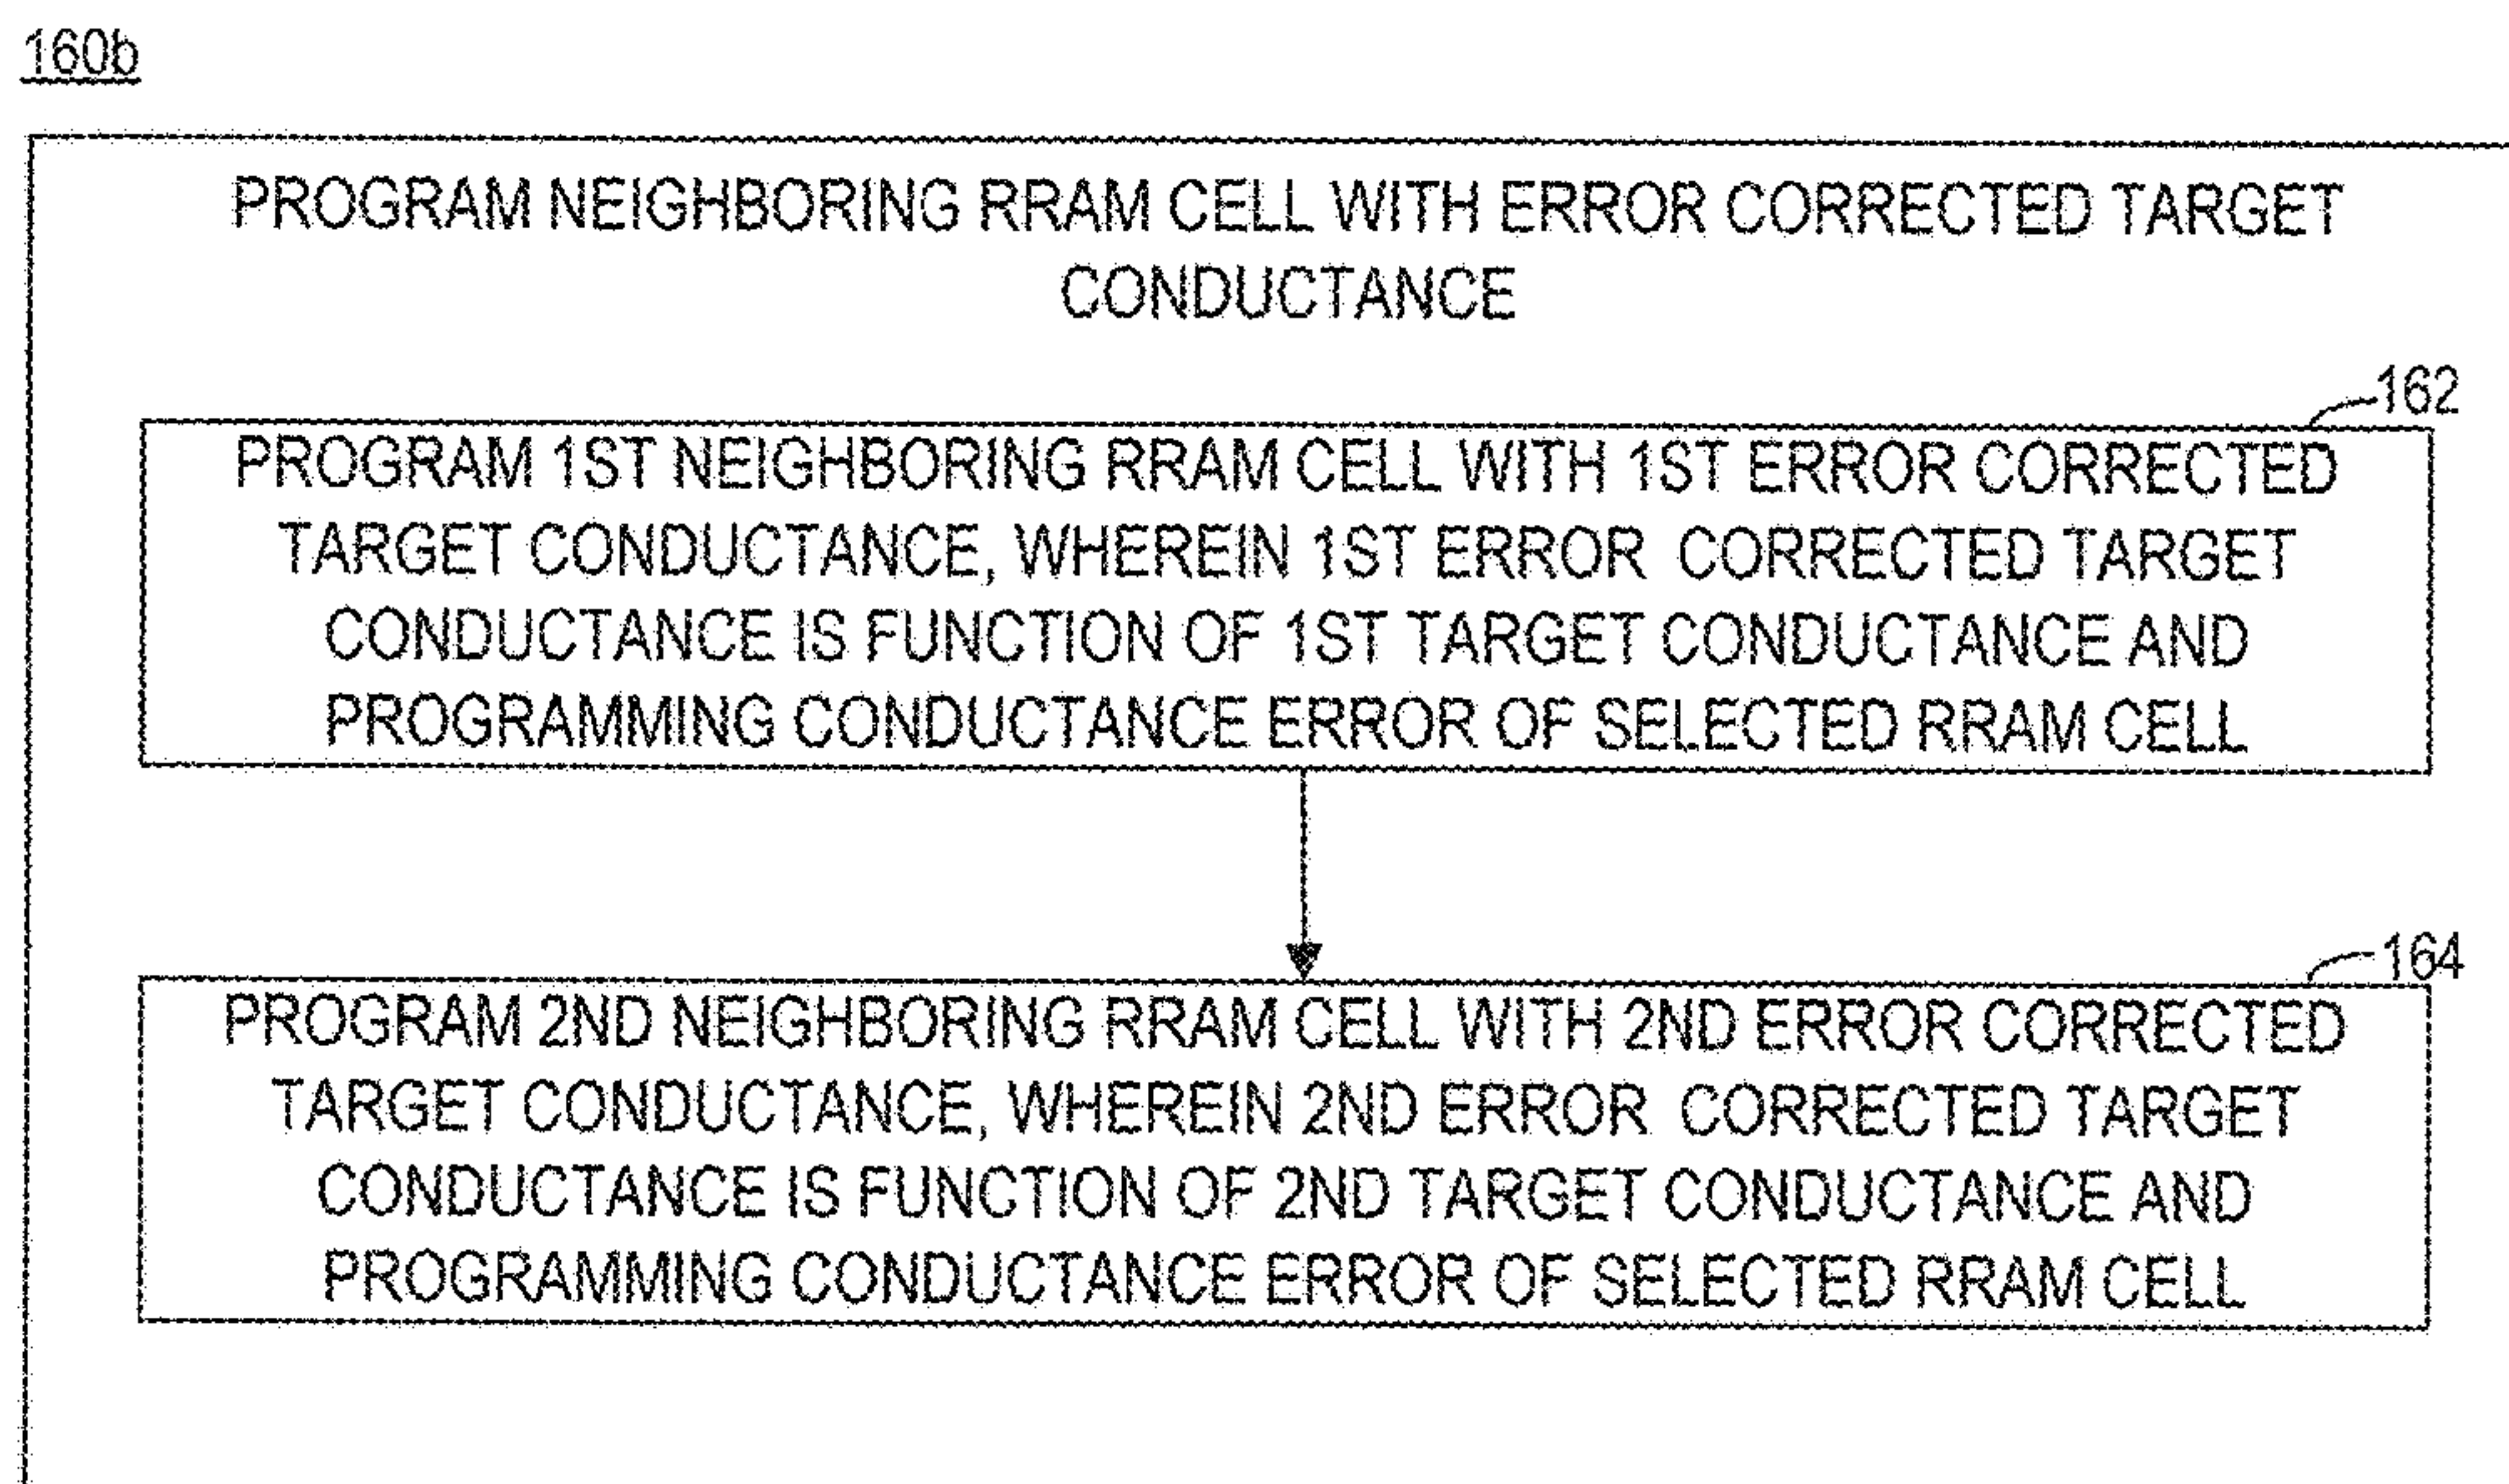 160b
PROGRAM NEIGHBORING RRAM CELL WITH ERROR CORRECTED TARGET
CONDUCTANCE
162
PROGRAM 1ST NEIGHBORING RRAM CELL WITH 1ST ERROR CORRECTED
TARGET CONDUCTANCE, WHEREIN 1ST ERROR CORRECTED TARGET
CONDUCTANCE IS FUNCTION OF 1ST TARGET CONDUCTANCE AND
PROGRAMMING CONDUCTANCE ERROR OF SELECTED RRAM CELL
164
PROGRAM 2ND NEIGHBORING RRAM CELL WITH 2ND ERROR CORRECTED
TARGET CONDUCTANCE, WHEREIN 2ND ERROR CORRECTED TARGET
CONDUCTANCE IS FUNCTION OF 2ND TARGET CONDUCTANCE AND
PROGRAMMING CONDUCTANCE ERROR OF SELECTED RRAM CELL